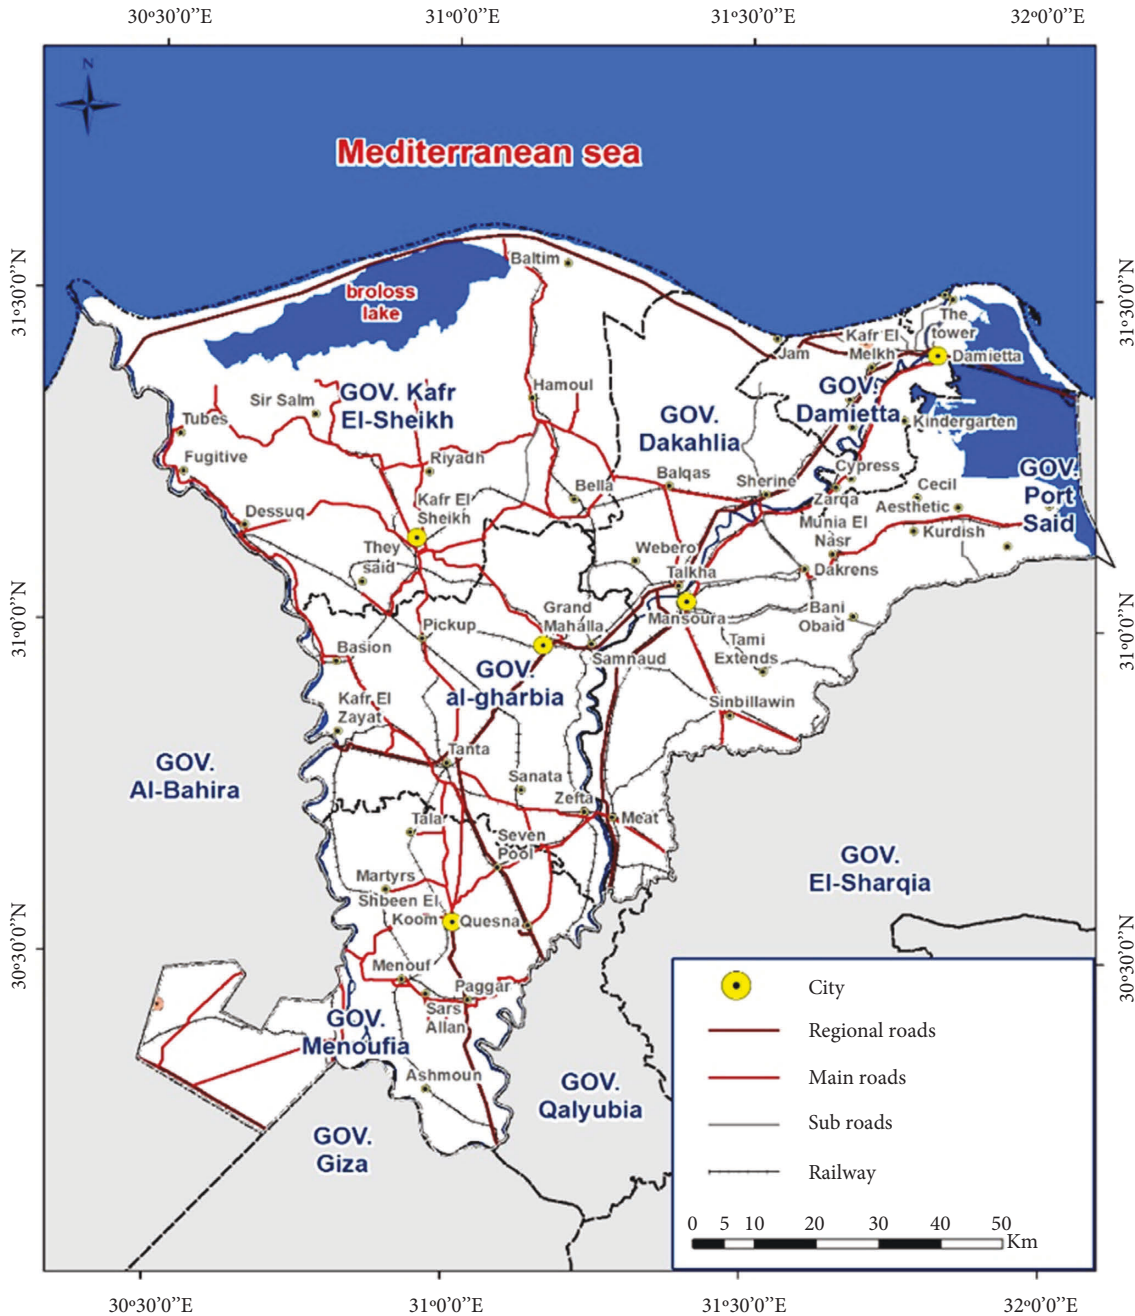 30°30'0''E
31°0'0''E
31°30'0''E
32°0'0''E
N
Mediterranean sea
31°30'0''N
31°30'0''N
Baltim
broloss
lake
The
tower
Kafr El
Melkh
Jam
Damietta
Hamoul
Sir Salm
GOV. Kafr
El-Sheikh
GOV.
Damietta
GOV.
Dakahlia
Tubes
Kindergarten
Fugitive
Riyadh
Balqas
Sherine
Cypress
GOV.
Port
Said
Bella
Cecil
Kafr El
Sheikh
Zarqa
Aesthetic
Dessuq
Munia El
Nasr
Kurdish
They
said
Webero
Talkha
Dakrens
31°0'0''N
31°0'0''N
Grand
Mahalla
Mansoura
Bani
Obaid
Pickup
Tami
Extends
Basion
Samnaud
GOV.
al-gharbia
Kafr El
Zayat
Sinbillawin
Tanta
GOV.
Al-Bahira
Sanata
Zefta
Tala
Meat
Seven
Pool
GOV.
El-Sharqia
Martyrs
Shbeen El
Koom
Quesna
30°30'0''N
30°30'0''N
Menouf
Paggar
Sars
Allan
GOV.
Menoufia
Ashmoun
GOV.
Qalyubia
GOV.
Giza
City
Regional roads
Main roads
Sub roads
Railway
0 5 10 20 30 40 50
Km
30°30'0''E
31°0'0''E
31°30'0''E
32°0'0''E